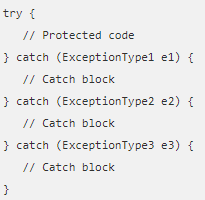 try {
   // Protected code
} catch (ExceptionType1 e1) {
   // Catch block
} catch (ExceptionType2 e2) {
   // Catch block
} catch (ExceptionType3 e3) {
   // Catch block
}